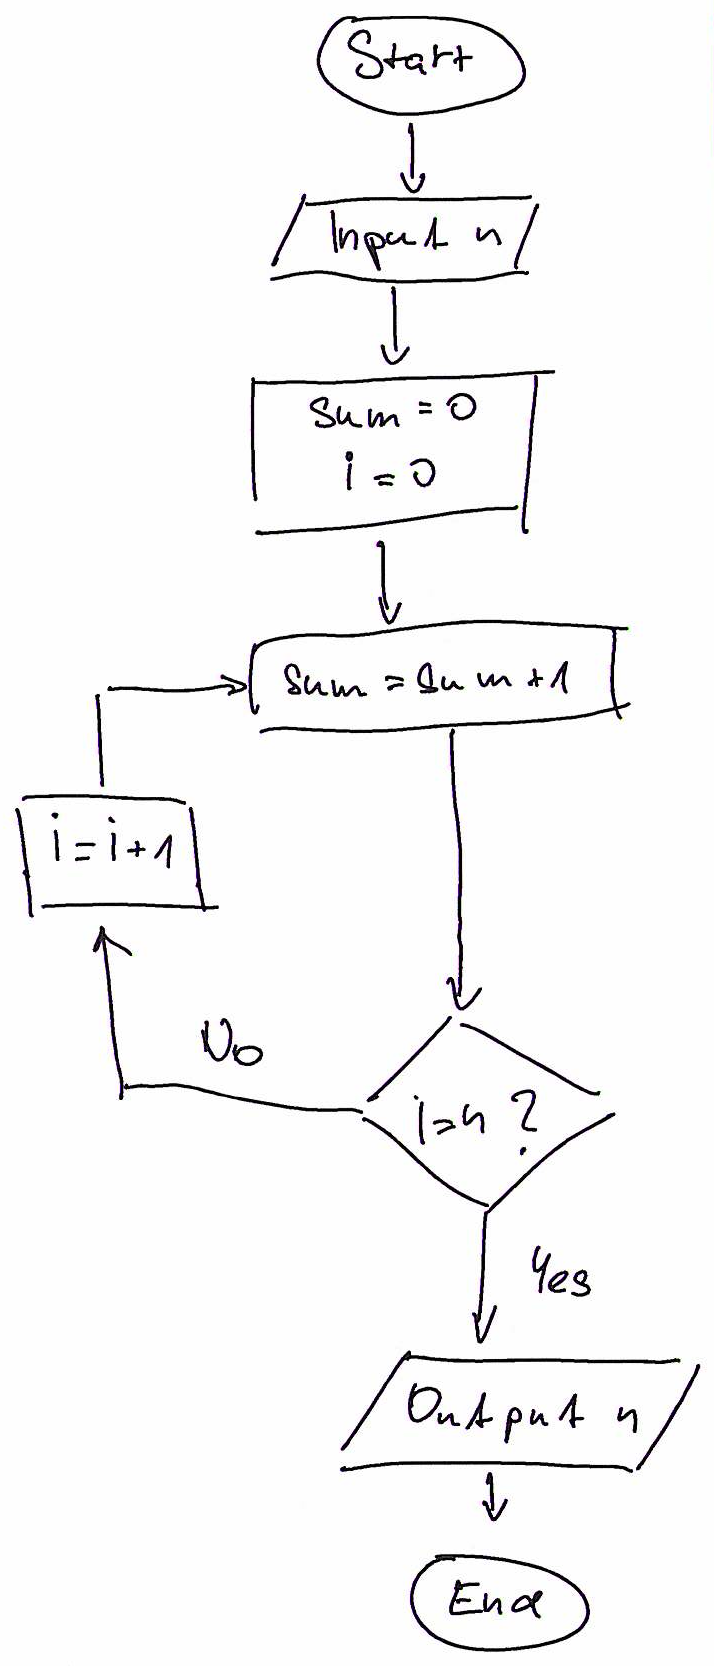 Start
Input n
Sum = 0
i = 0
Sum = Sum + 1
i = i + 1
No
i = n ?
Yes
Output n
End